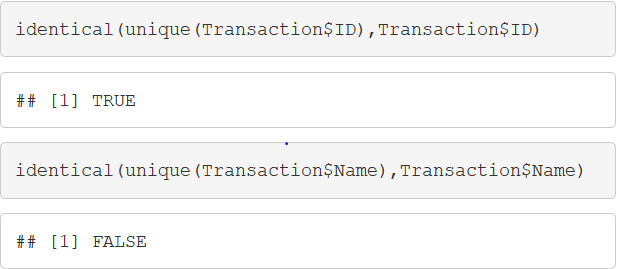 identical(unique(Transaction$ID),Transaction$ID)
## [1] TRUE
identical(unique(Transaction$Name),Transaction$Name)
## [1] FALSE